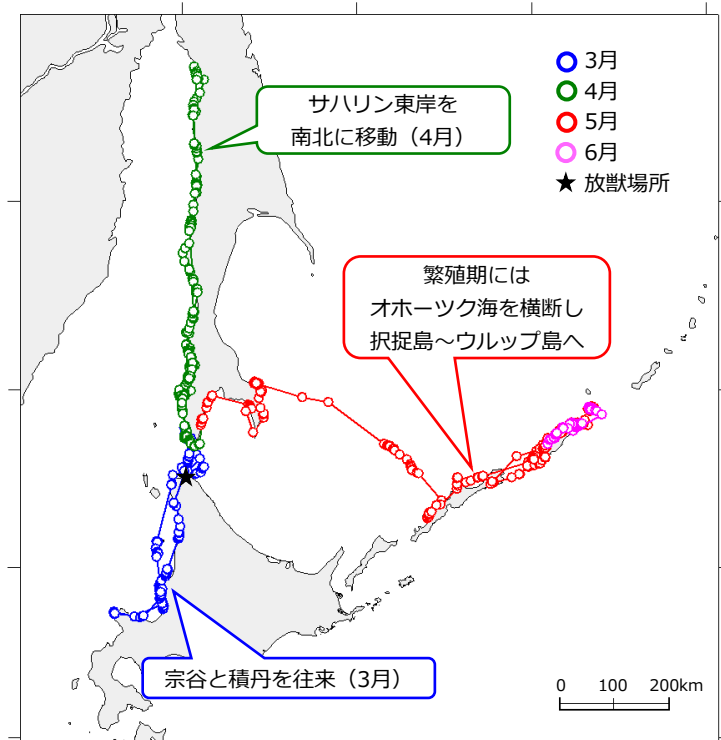 3月
4月
5月
6月
放獣場所
サハリン東岸を
南北に移動（4月）
繁殖期には
オホーツク海を横断し
択捉島～ウルップ島へ
宗谷と積丹を往来（3月）
0 100 200km